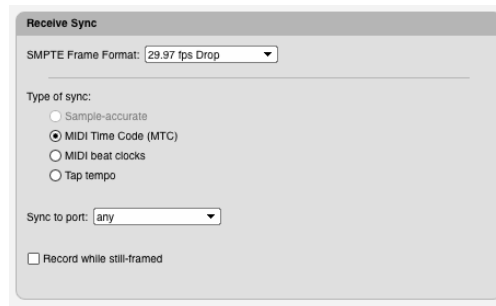 Receive Sync
SMPTE Frame Format: 29.97 fps Drop
Type of sync:
Sample-accurate
MIDI Time Code (MTC)
MIDI beat clocks
Tap tempo
Sync to port: any
Record while still-framed